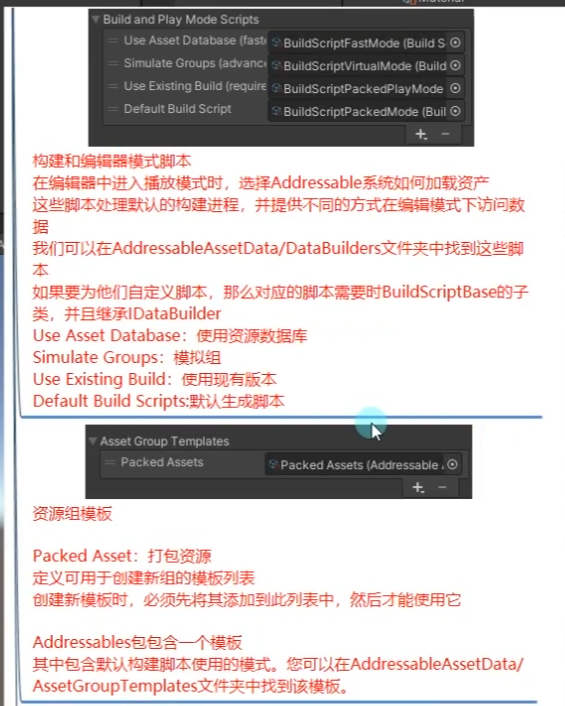 Material
Build and Play Mode Scripts
Use Asset Database (faste
BuildScriptFastMode (Build S
Simulate Groups (advanc
BuildScriptVirtualMode (Build
Use Existing Build (require
BuildScriptPackedPlayMode
Default Build Script
BuildScriptPackedMode (Buil
构建和编辑器模式脚本
在编辑器中进入播放模式时，选择Addressable系统如何加载资产
这些脚本处理默认的构建进程，并提供不同的方式在编辑模式下访问数
据
我们可以在AddressableAssetData/DataBuilders文件夹中找到这些脚
本
如果要为他们自定义脚本，那么对应的脚本需要时BuildScriptBase的子
类，并且继承IDataBuilder
Use Asset Database：使用资源数据库
Simulate Groups：模拟组
Use Existing Build：使用现有版本
Default Build Scripts:默认生成脚本
Asset Group Templates
Packed Assets
Packed Assets (Addressable
资源组模板
Packed Asset：打包资源
定义可用于创建新组的模板列表
创建新模板时，必须先将其添加到此列表中，然后才能使用它
Addressables包包含一个模板
其中包含默认构建脚本使用的模式。您可以在AddressableAssetData/
AssetGroupTemplates文件夹中找到该模板。